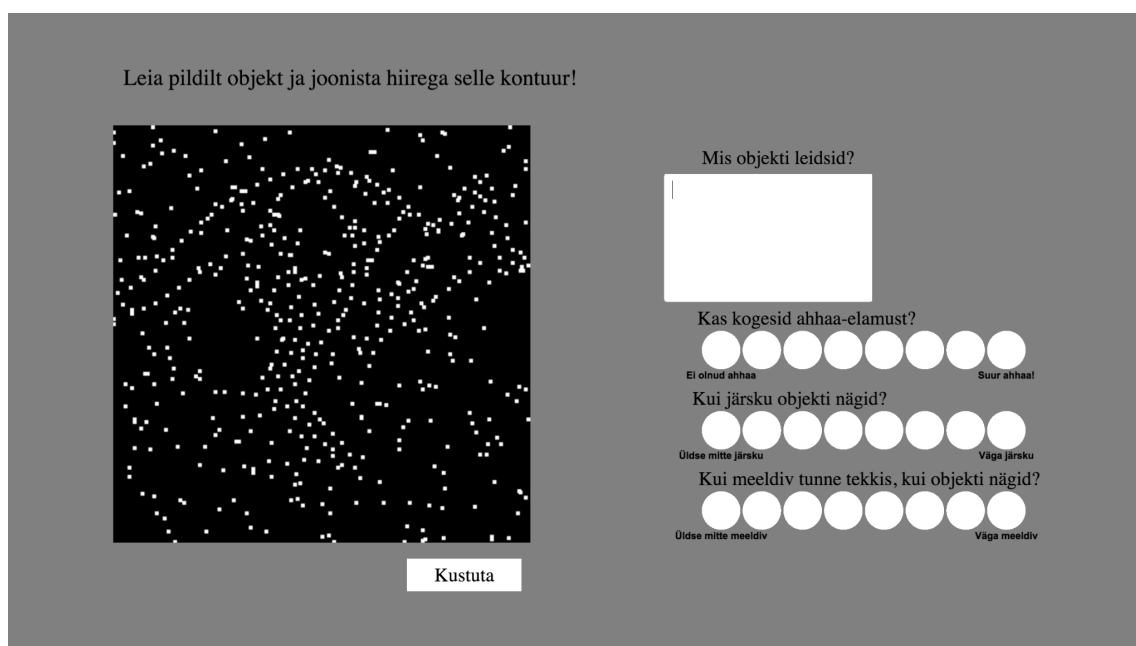 Leia pildilt objekt ja joonista hiirega selle kontuur!
Mis objekti leidsid?
Kas kogesid ahhaa-elamust?
Ei olnud ahhaa
Suur ahhaa!
Kui järsku objekti nägid?
Üldse mitte järsku
Väga järsku
Kui meeldiv tunne tekkis, kui objekti nägid?
Üldse mitte meeldiv
Väga meeldiv
Kustuta